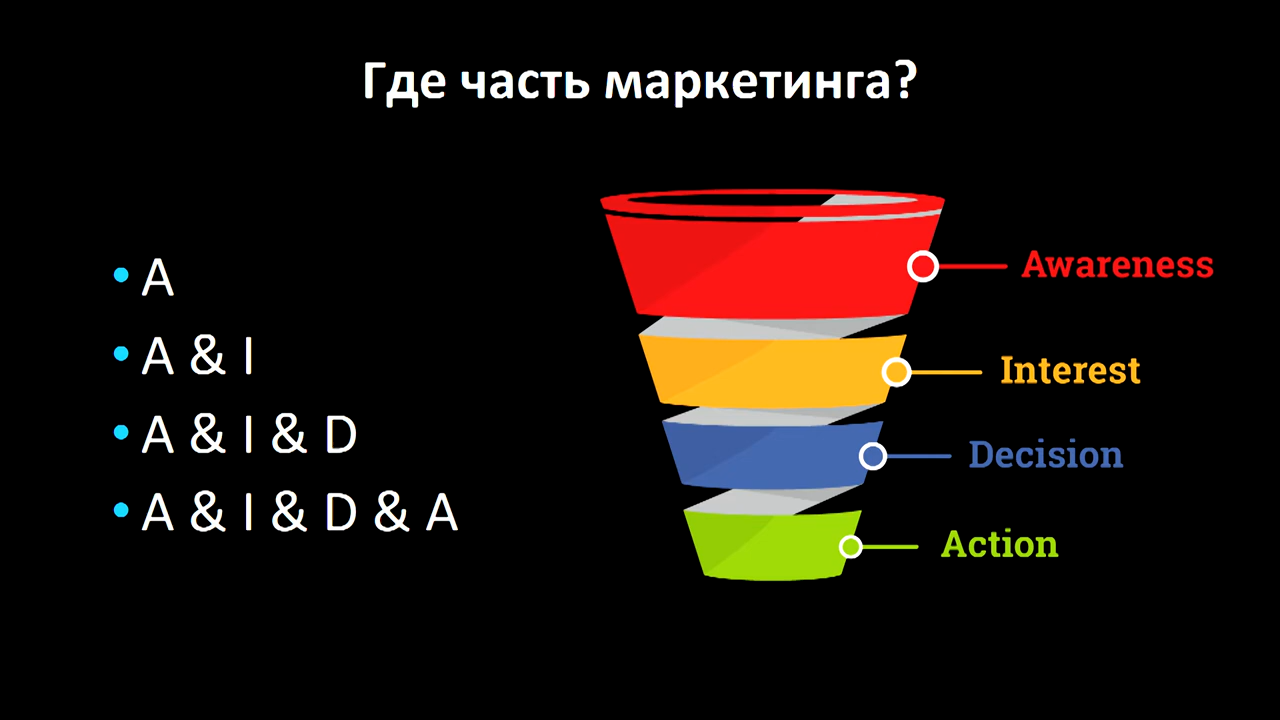 Где часть маркетинга?
• A
• A & I
• A & I & D
• A & I & D & A
Awareness
Interest
Decision
Action